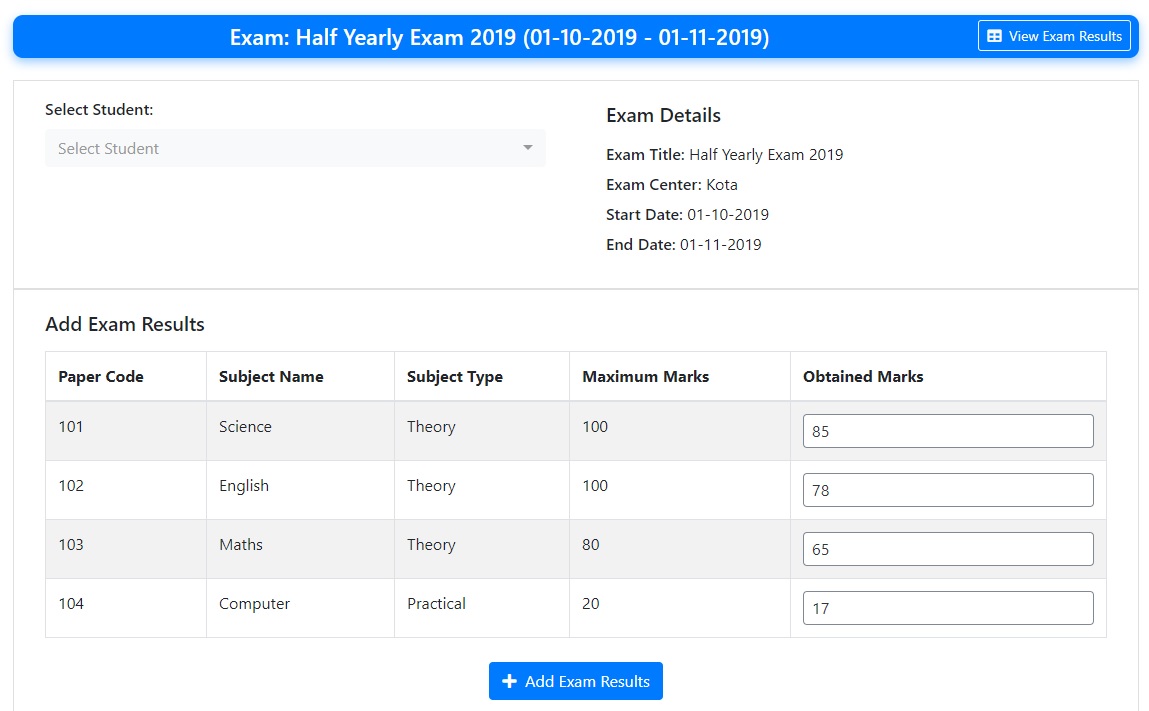 Exam: Half Yearly Exam 2019 (01-10-2019 - 01-11-2019)
View Exam Results
Select Student:
Select Student
Exam Details
Exam Title: Half Yearly Exam 2019
Exam Center: Kota
Start Date: 01-10-2019
End Date: 01-11-2019
Add Exam Results
Paper Code Subject Name Subject Type Maximum Marks Obtained Marks
101 Science Theory 100 85
102 English Theory 100 78
103 Maths Theory 80 65
104 Computer Practical 20 17
Add Exam Results